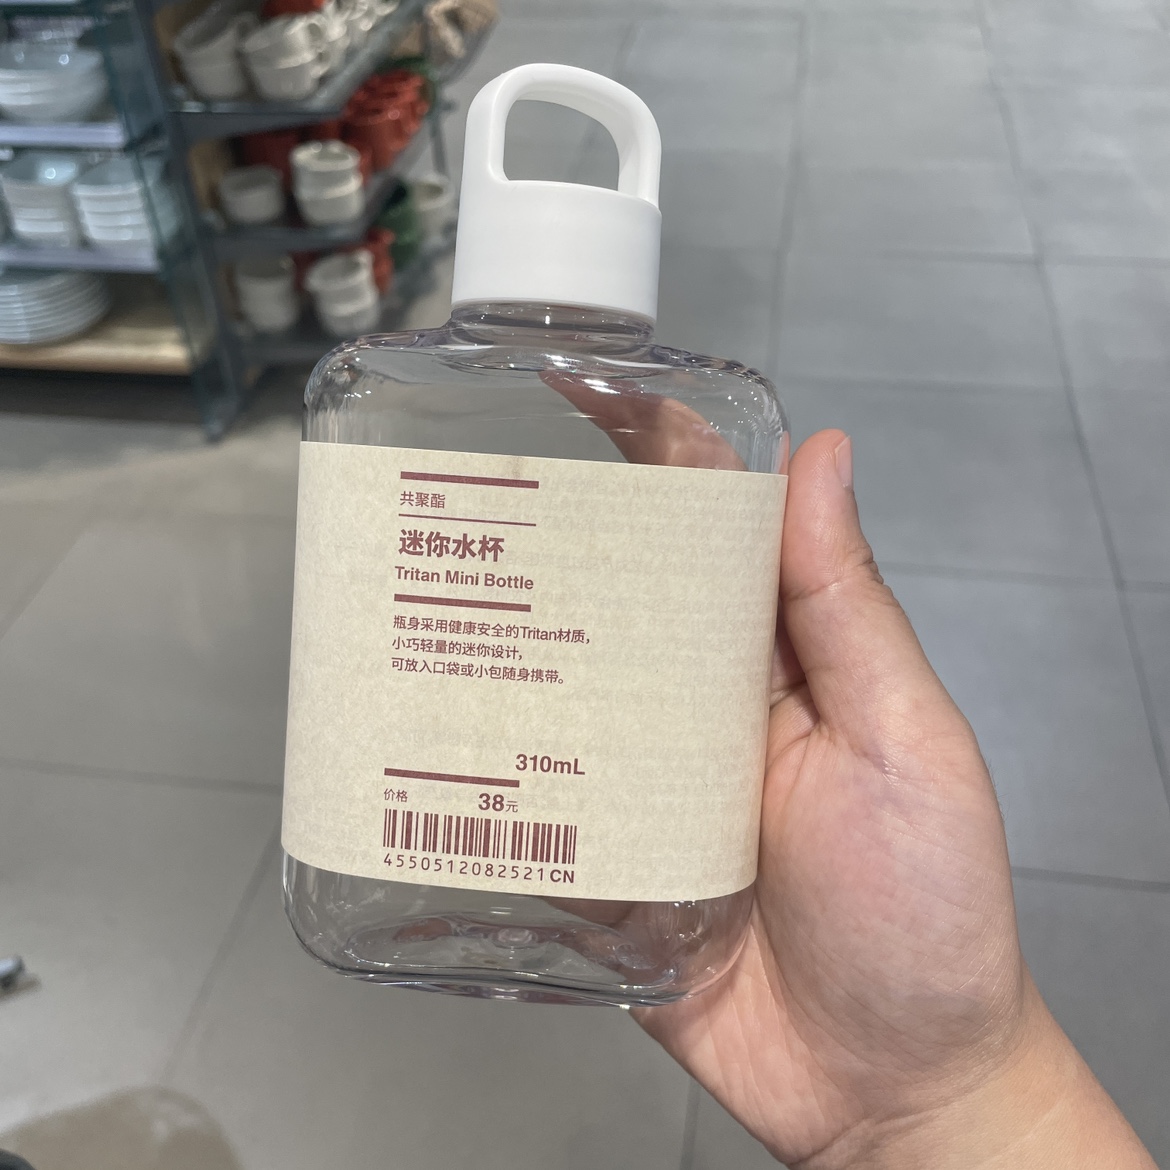 共聚酯
迷你水杯
Tritan Mini Bottle
瓶身采用健康安全的Tritan材质，
小巧轻量的迷你设计，
可放入口袋或小包随身携带。
310mL
价格 38元
4550512082521CN